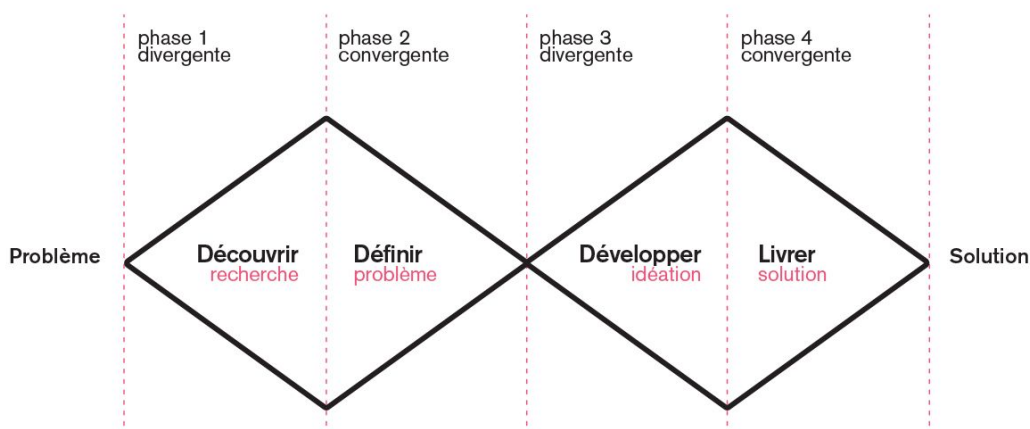 phase 1
divergente
phase 2
convergente
phase 3
divergente
phase 4
convergente
Problème
Découvrir
recherche
Définir
problème
Développer
idéation
Livrer
solution
Solution